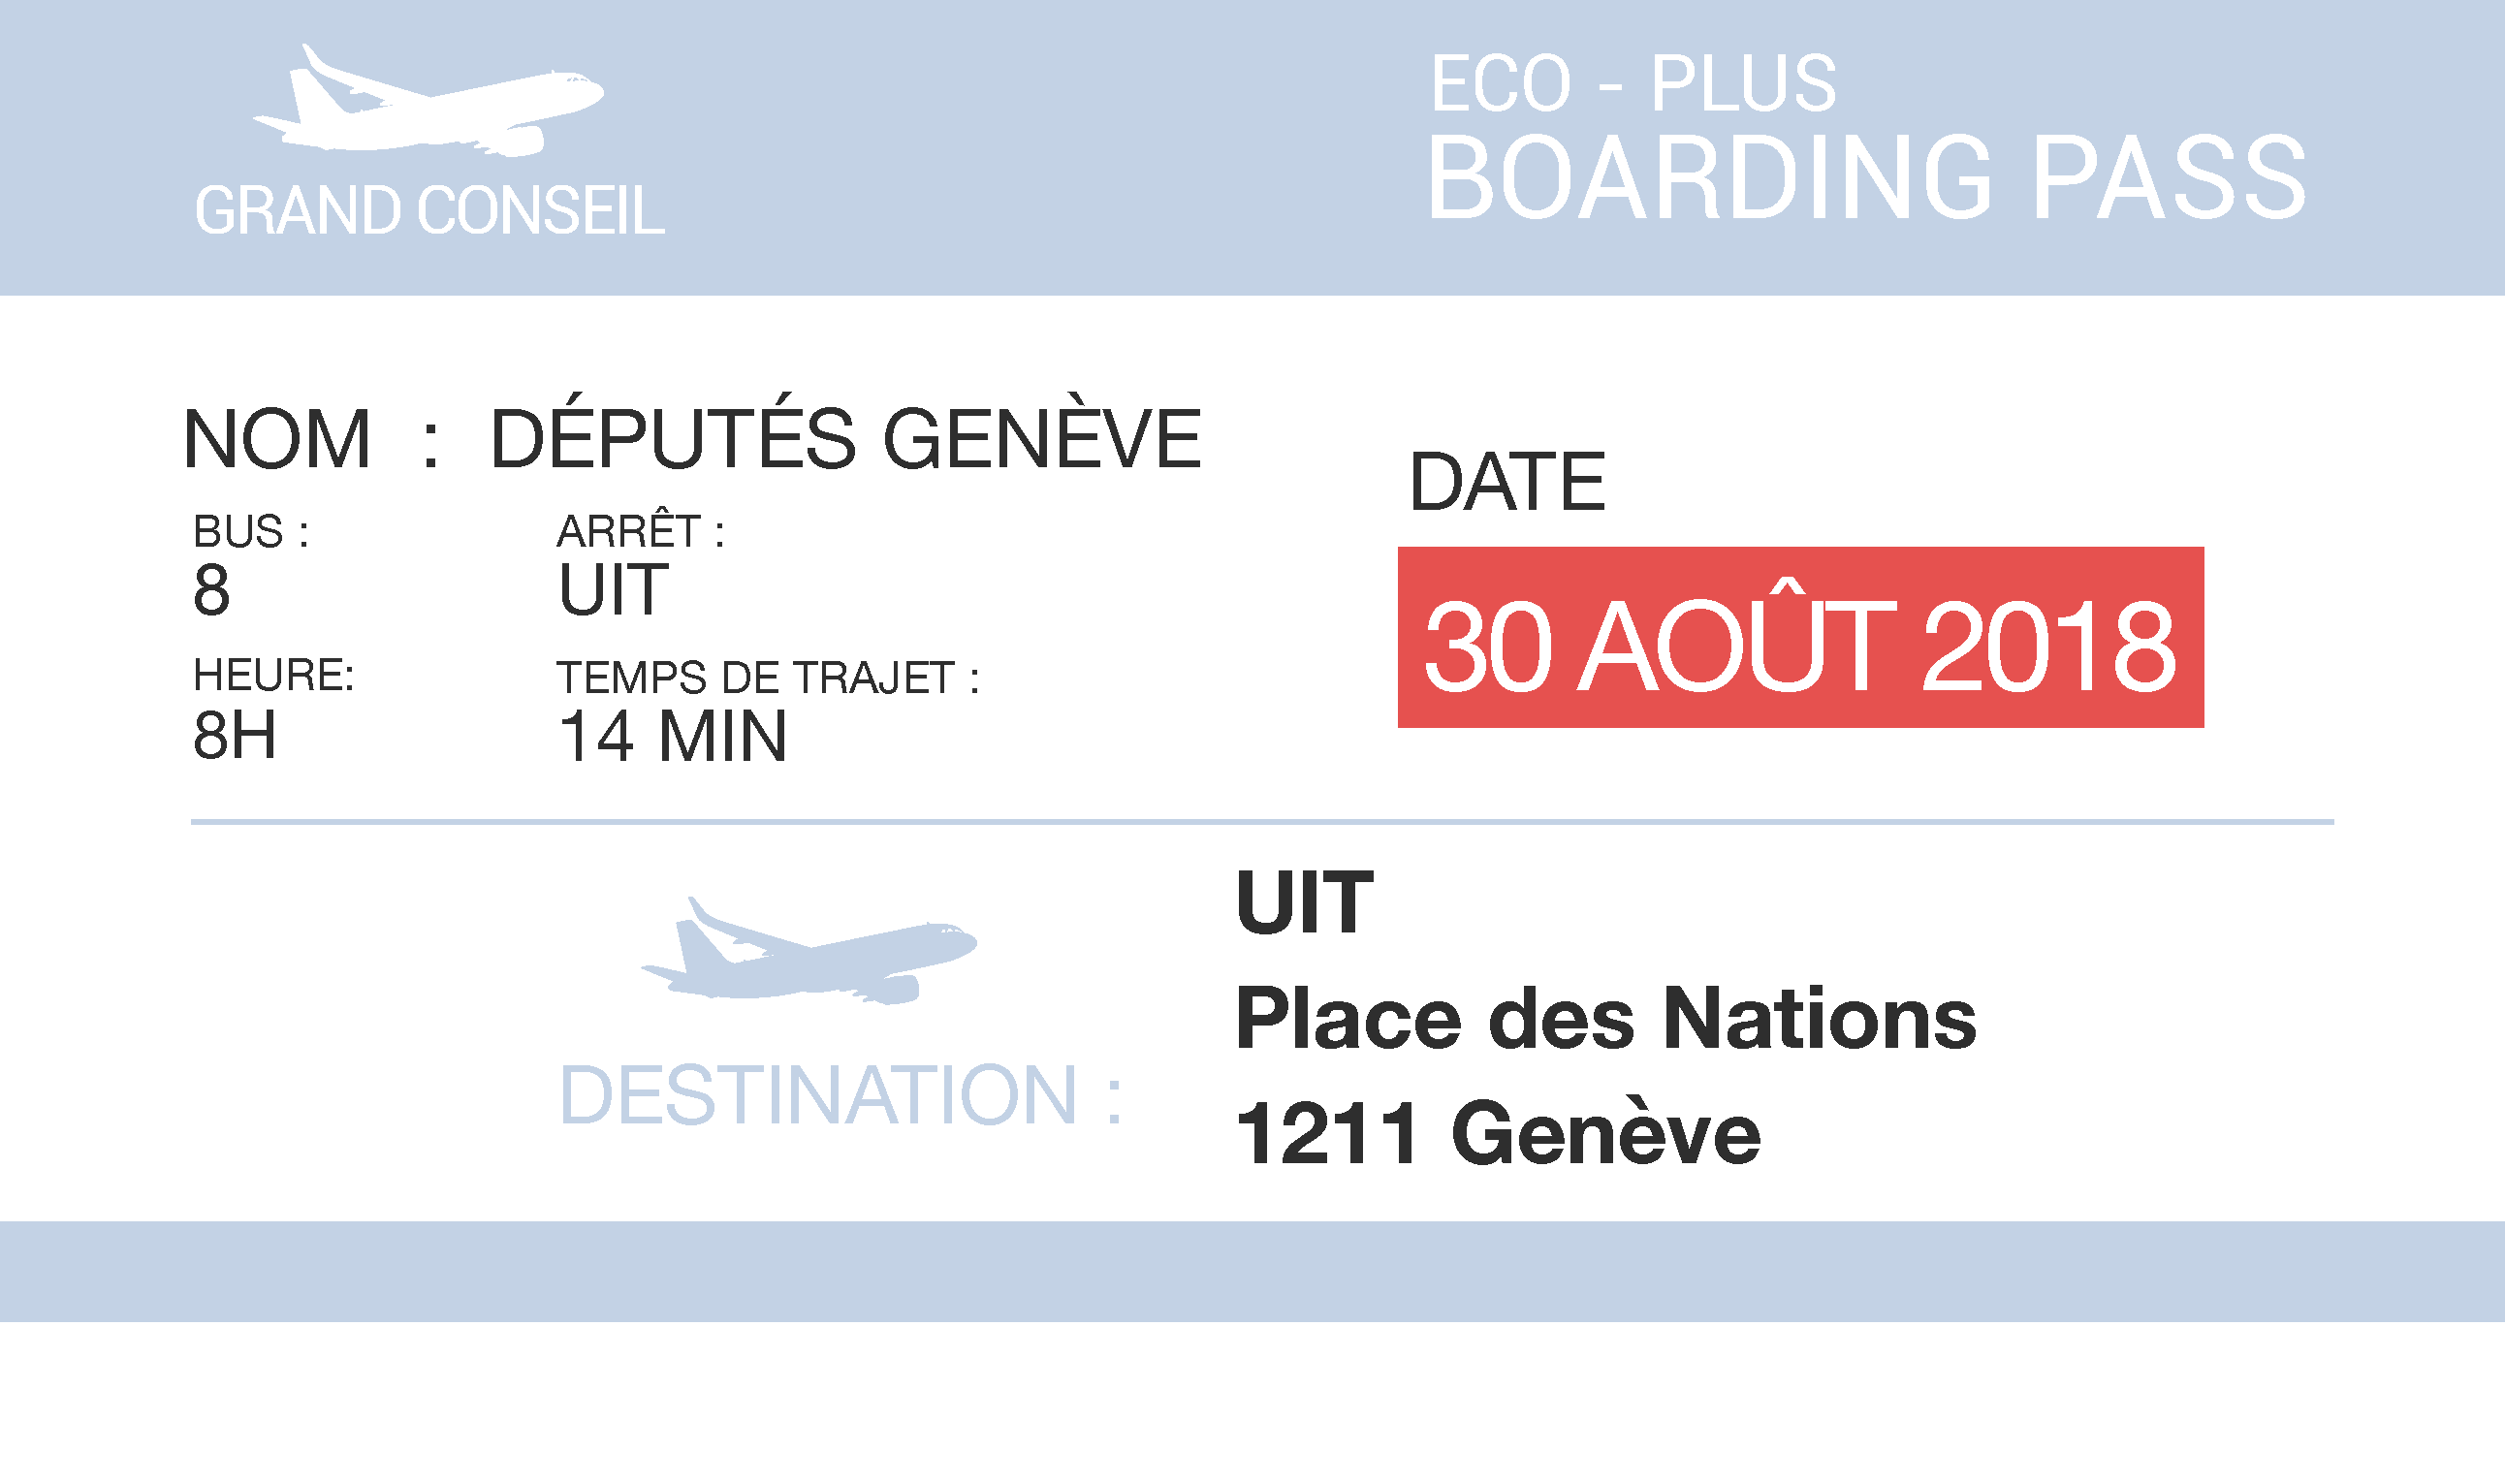 GRAND CONSEIL
ECO - PLUS
BOARDING PASS
NOM : DÉPUTÉS GENÈVE
BUS :
8
ARRÊT :
UIT
HEURE:
8H
TEMPS DE TRAJET :
14 MIN
DATE
30 AOÛT 2018
DESTINATION :
UIT
Place des Nations
1211 Genève